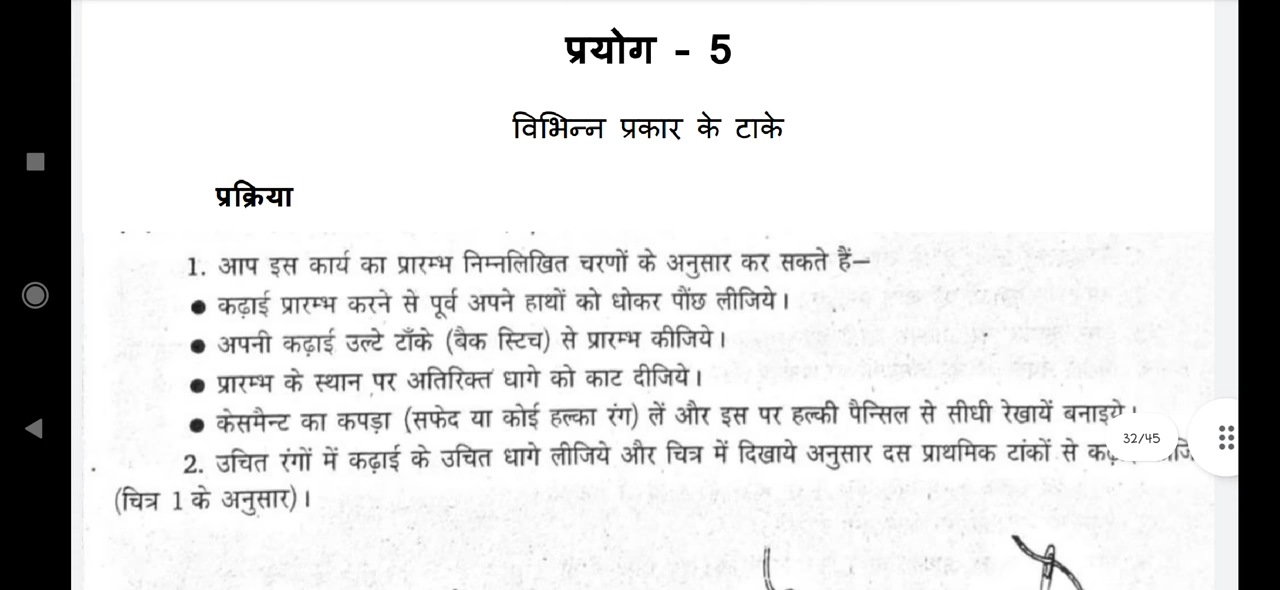 प्रयोग - 5
विभिन्न प्रकार के टाके
प्रक्रिया
1. आप इस कार्य का प्रारम्भ निम्नलिखित चरणों के अनुसार कर सकते हैं—
● कढ़ाई प्रारम्भ करने से पूर्व अपने हाथों को धोकर पौंछ लीजिये।
● अपनी कढ़ाई उल्टे टाँके (बैक स्टिच) से प्रारम्भ कीजिये।
● प्रारम्भ के स्थान पर अतिरिक्त धागे को काट दीजिये।
● केसमैन्ट का कपड़ा (सफेद या कोई हल्का रंग) लें और इस पर हल्की पैन्सिल से सीधी रेखायें बनाइये।
32/45
2. उचित रंगों में कढ़ाई के उचित धागे लीजिये और चित्र में दिखाये अनुसार दस प्राथमिक टांकों से
(चित्र 1 के अनुसार)।